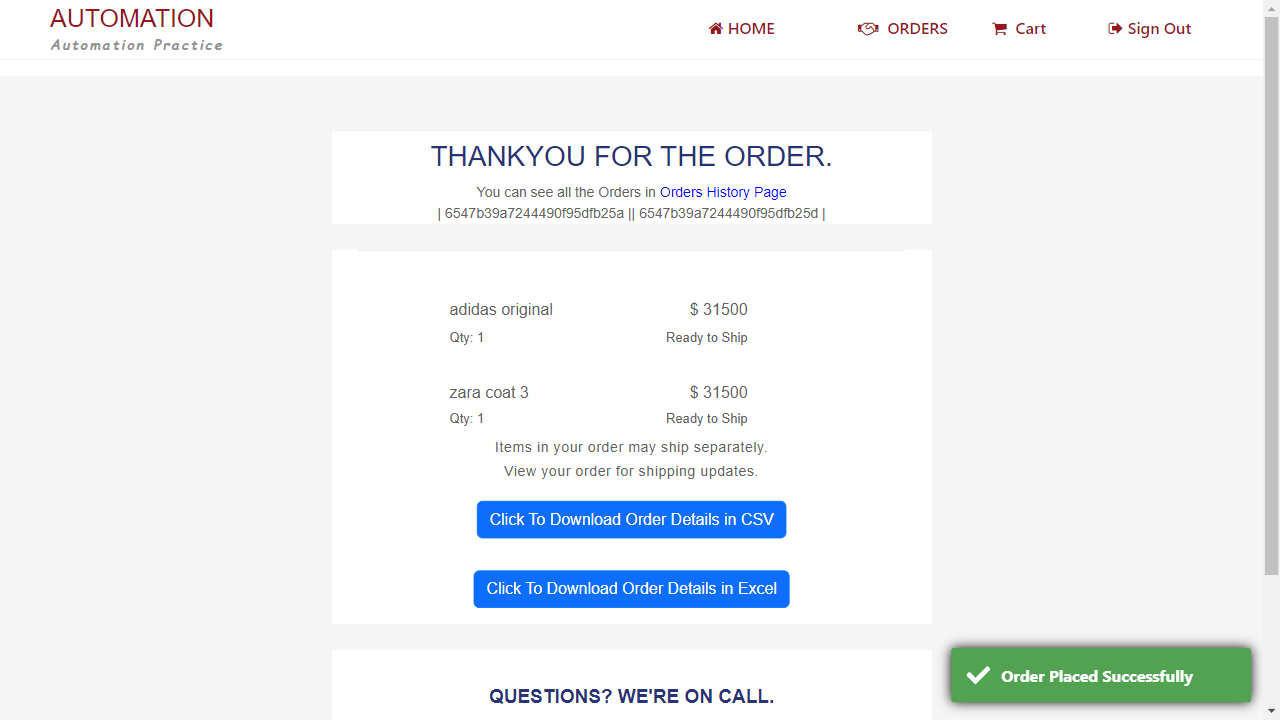 AUTOMATION
Automation Practice
HOME
ORDERS
Cart
Sign Out
THANKYOU FOR THE ORDER.
You can see all the Orders in Orders History Page
| 6547b39a7244490f95dfb25a || 6547b39a7244490f95dfb25d |
adidas original $ 31500
Qty: 1 Ready to Ship
zara coat 3 $ 31500
Qty: 1 Ready to Ship
Items in your order may ship separately.
View your order for shipping updates.
Click To Download Order Details in CSV
Click To Download Order Details in Excel
QUESTIONS? WE'RE ON CALL.
Order Placed Successfully